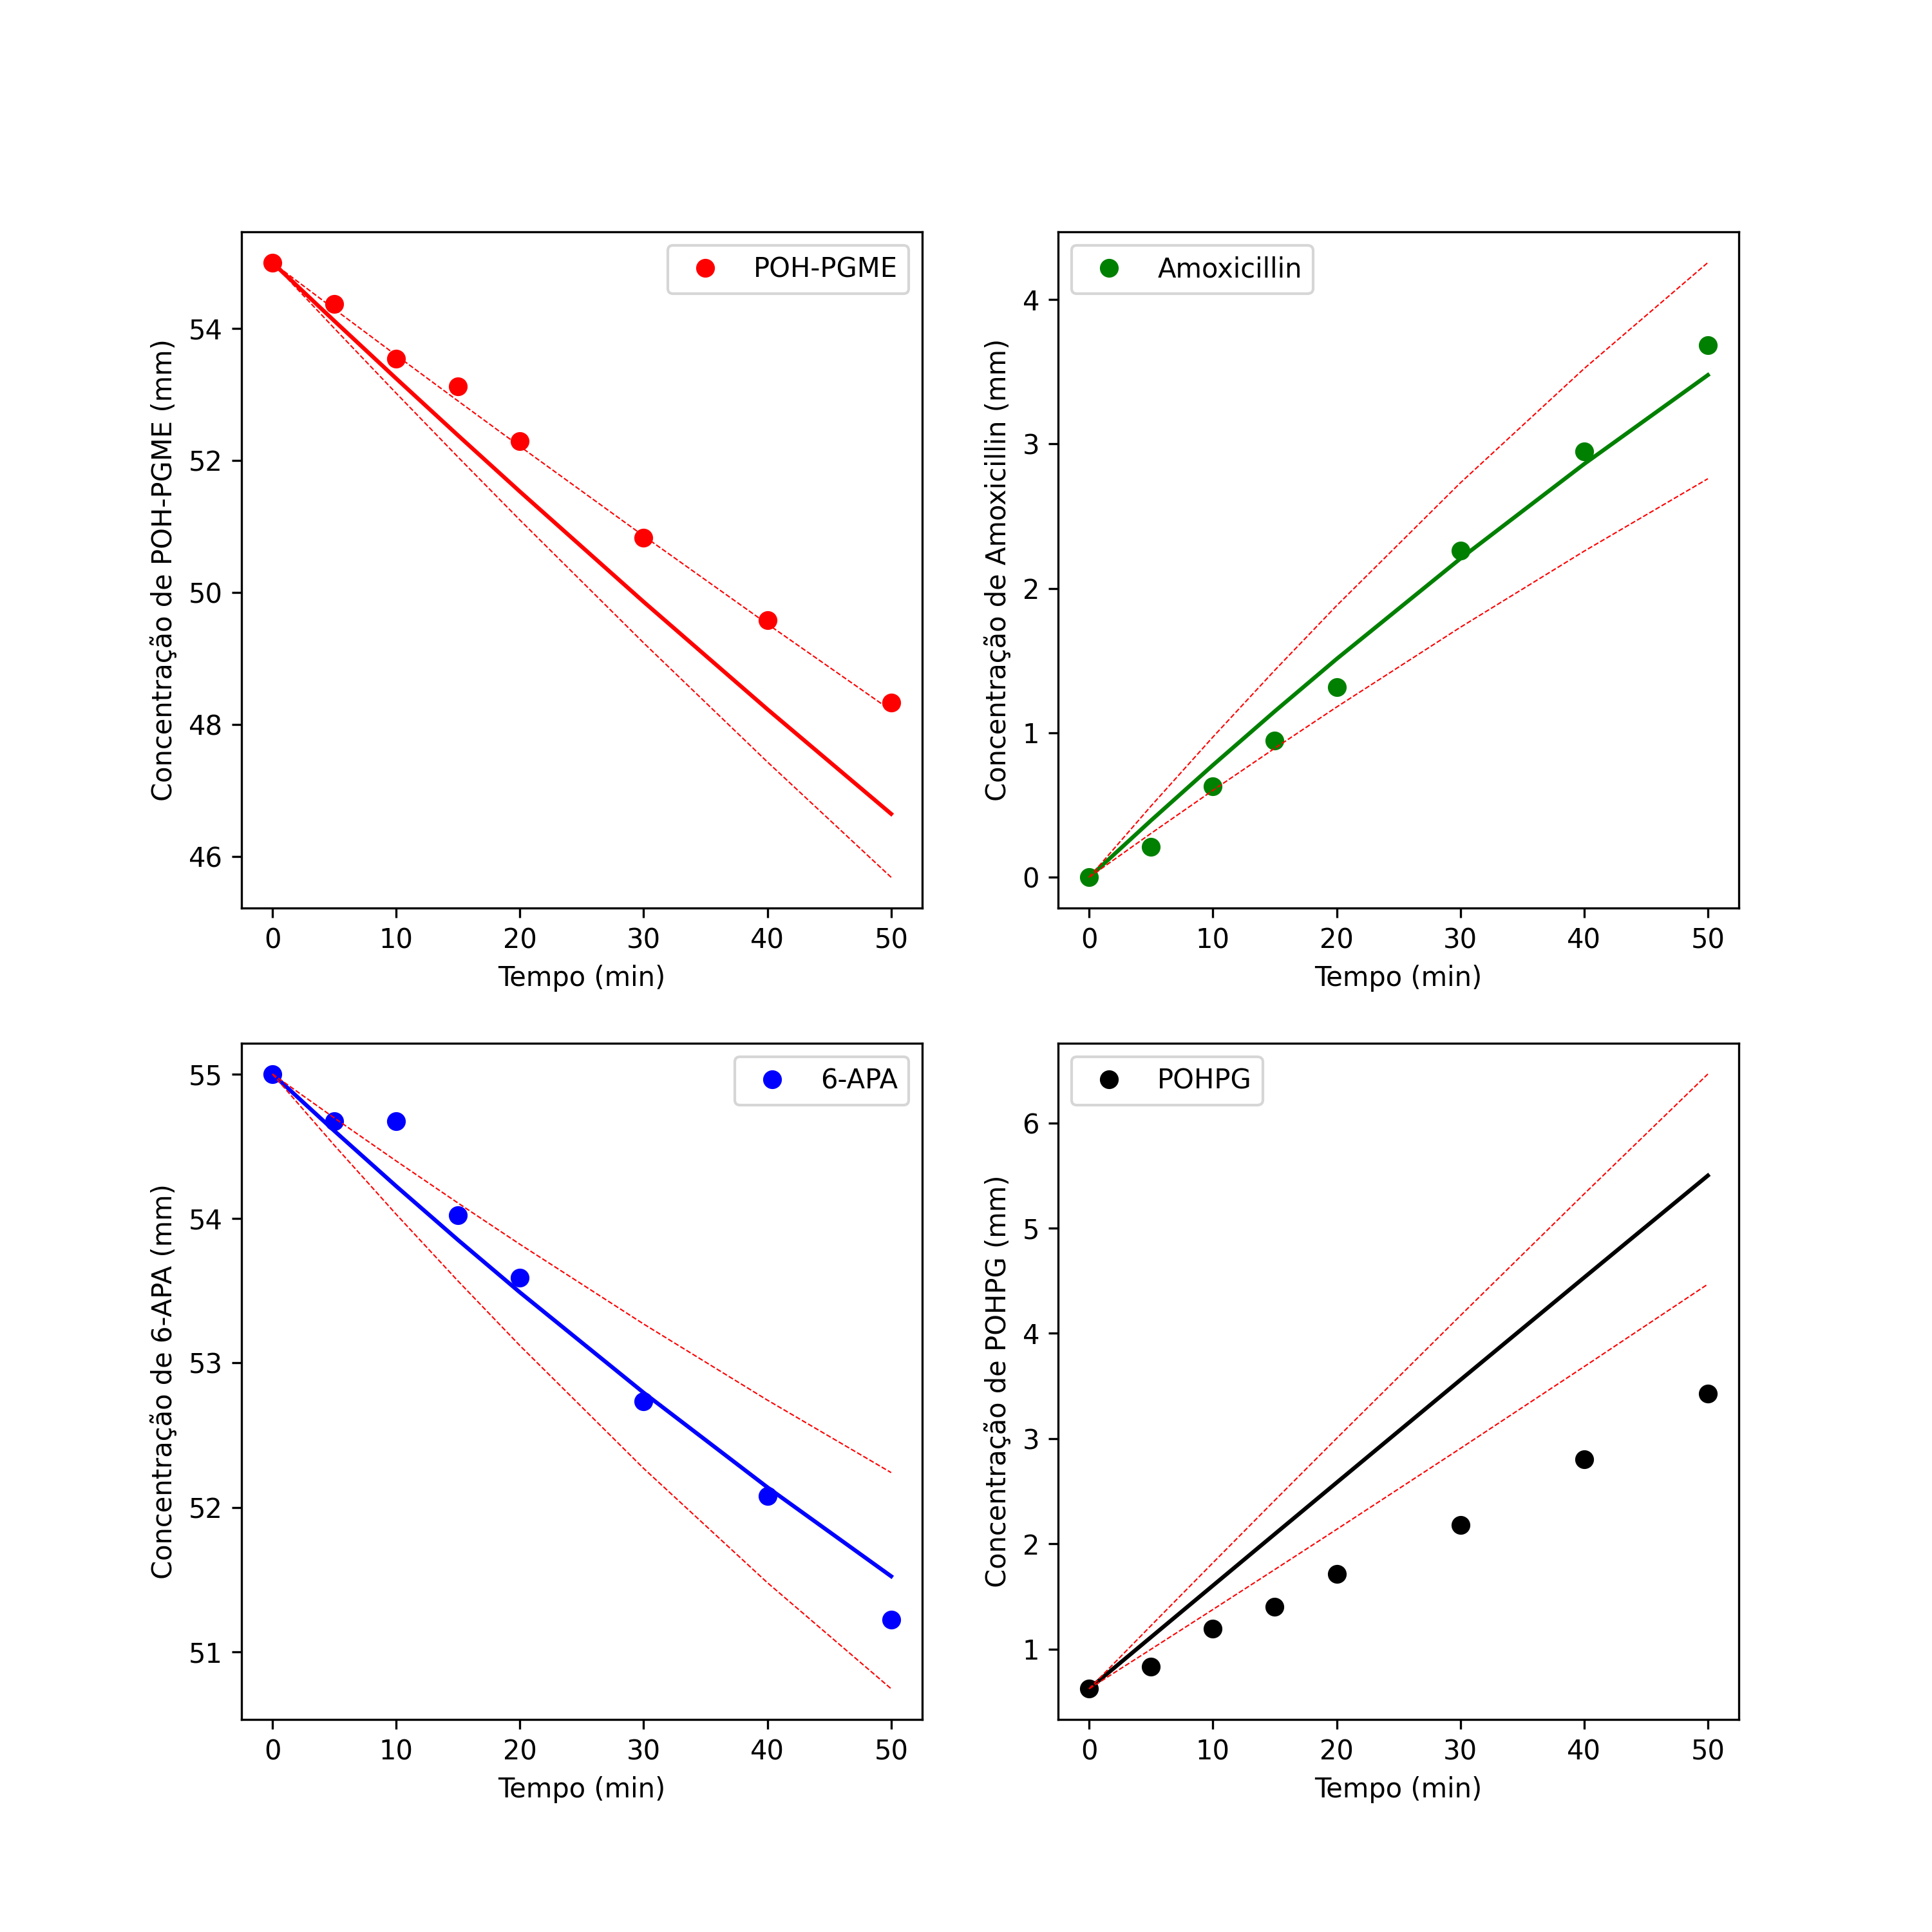 POH-PGME
Concentração de POH-PGME (mm)
54
52
50
48
46
0 10 20 30 40 50
Tempo (min)
Amoxicillin
Concentração de Amoxicillin (mm)
4
3
2
1
0
0 10 20 30 40 50
Tempo (min)
6-APA
Concentração de 6-APA (mm)
55
54
53
52
51
0 10 20 30 40 50
Tempo (min)
POHPG
Concentração de POHPG (mm)
6
5
4
3
2
1
0 10 20 30 40 50
Tempo (min)